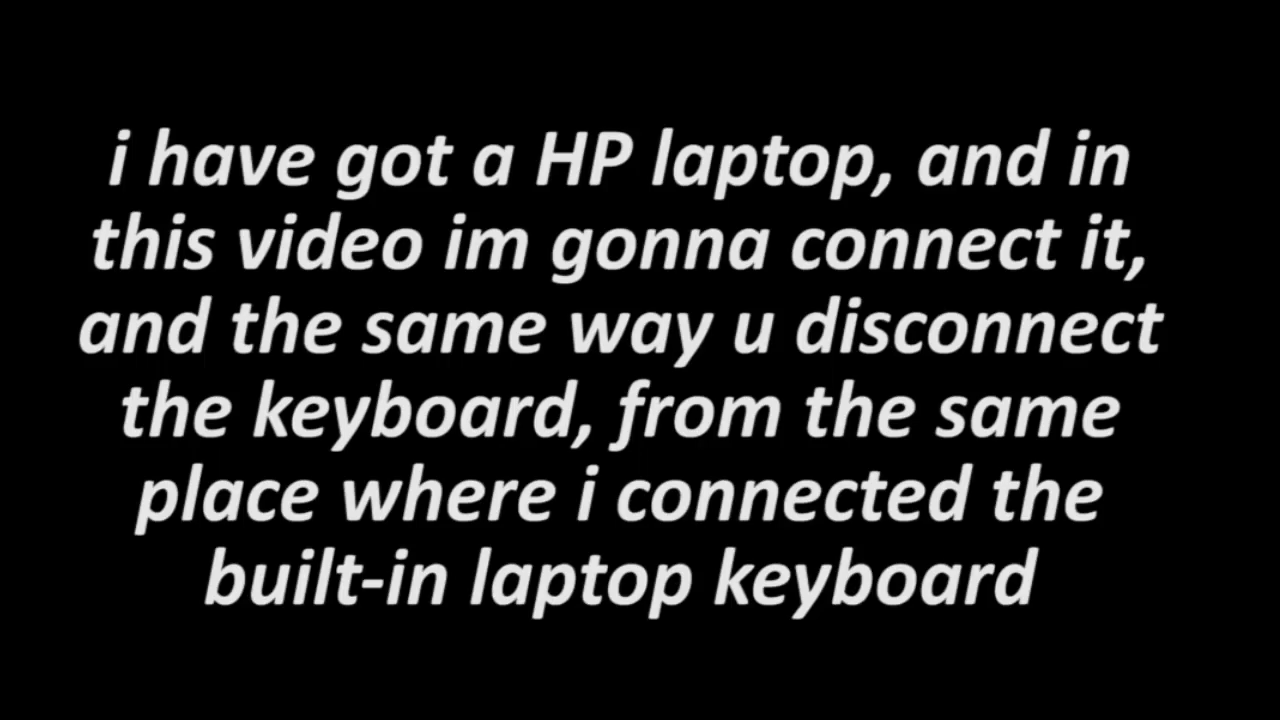 i have got a HP laptop, and in
this video im gonna connect it,
and the same way u disconnect
the keyboard, from the same
place where i connected the
built-in laptop keyboard